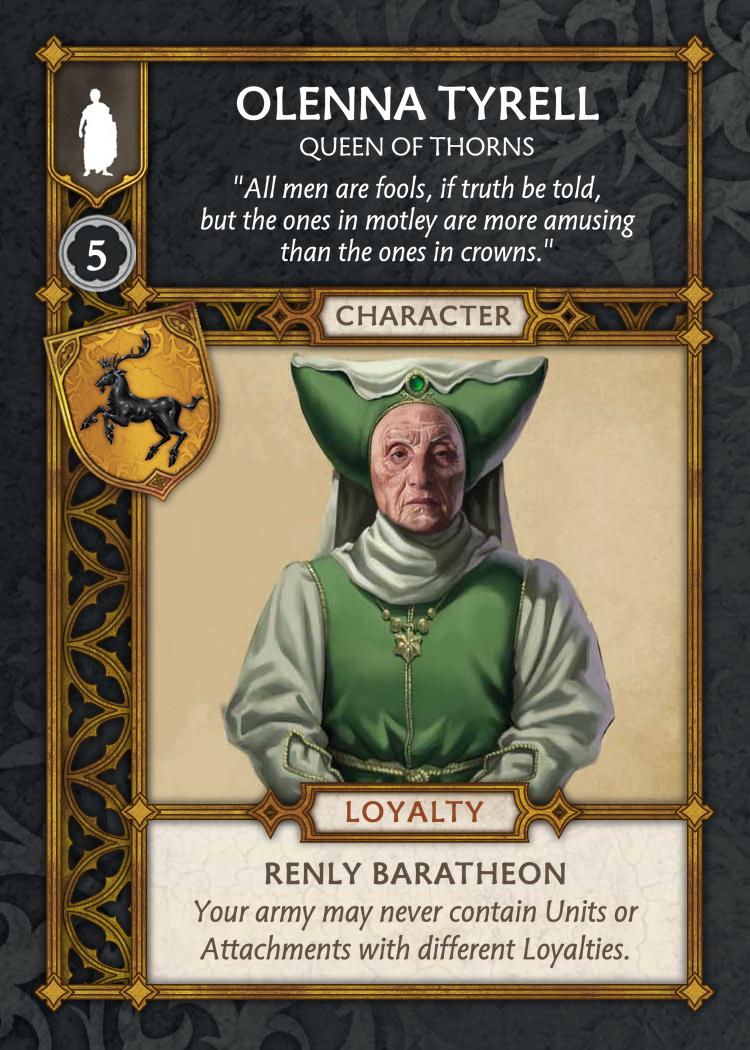 OLENNA TYRELL
QUEEN OF THORNS
"All men are fools, if truth be told,
but the ones in motley are more amusing
than the ones in crowns."
5
CHARACTER
LOYALTY
RENLY BARATHEON
Your army may never contain Units or
Attachments with different Loyalties.